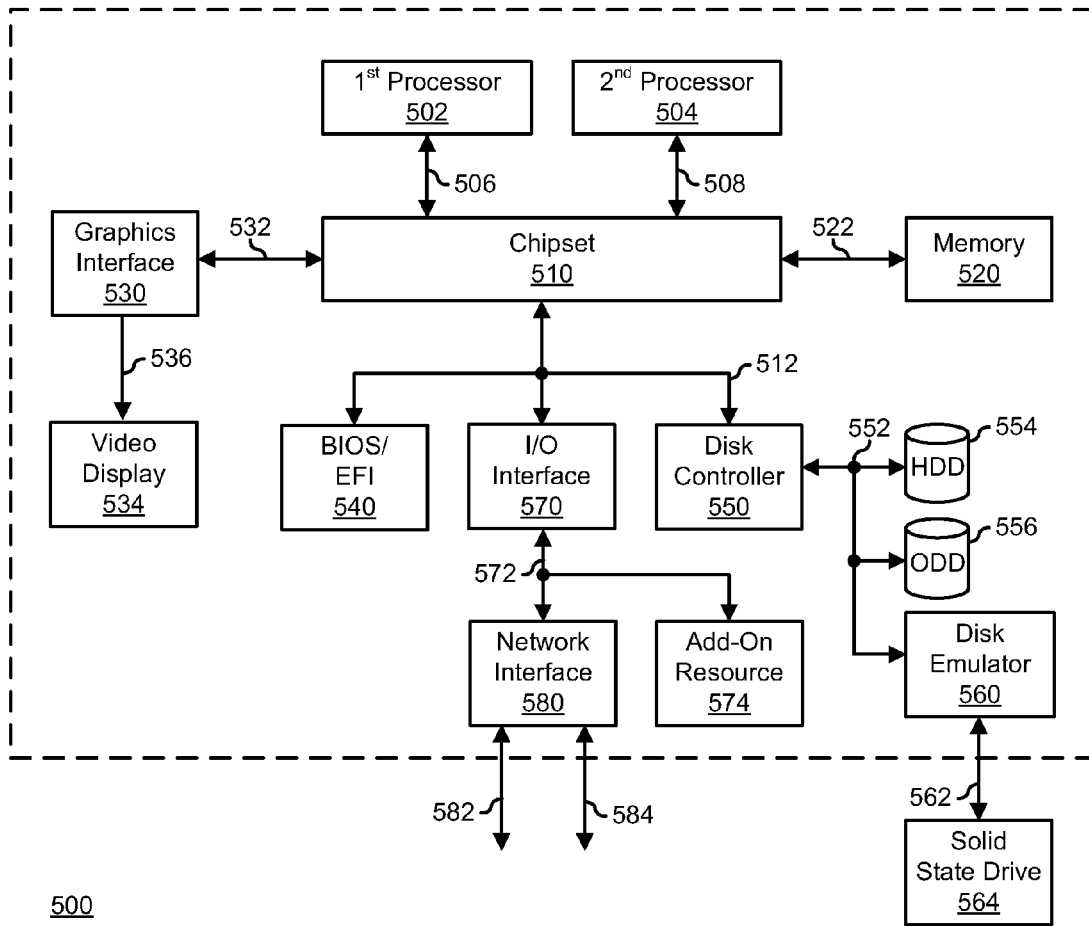 1st Processor
502
2nd Processor
504
506
508
Graphics
Interface
530
532
Chipset
510
522
Memory
520
536
512
Video
Display
534
BIOS/
EFI
540
I/O
Interface
570
Disk
Controller
550
552
HDD
554
ODD
556
572
Network
Interface
580
Add-On
Resource
574
Disk
Emulator
560
582
584
562
Solid
State Drive
564
500